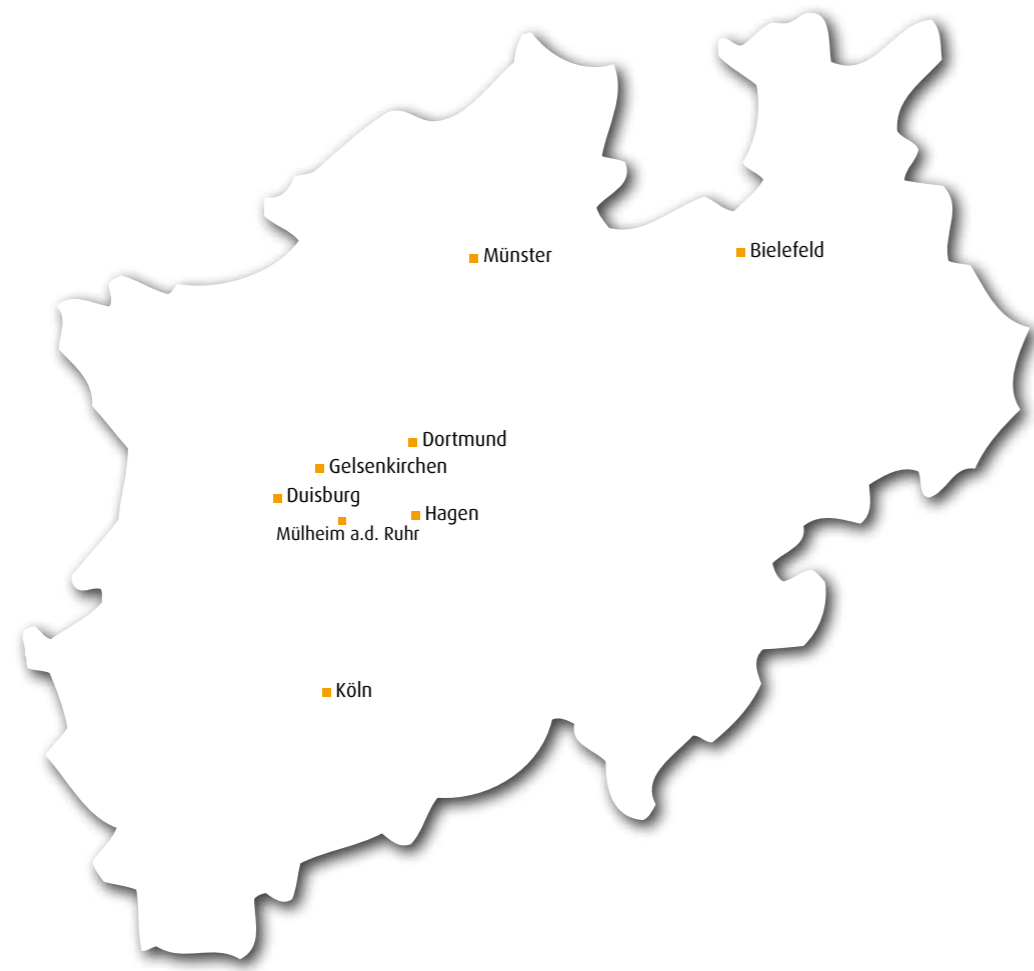 Münster
Bielefeld
Dortmund
Gelsenkirchen
Duisburg
Hagen
Mülheim a.d. Ruhr
Köln